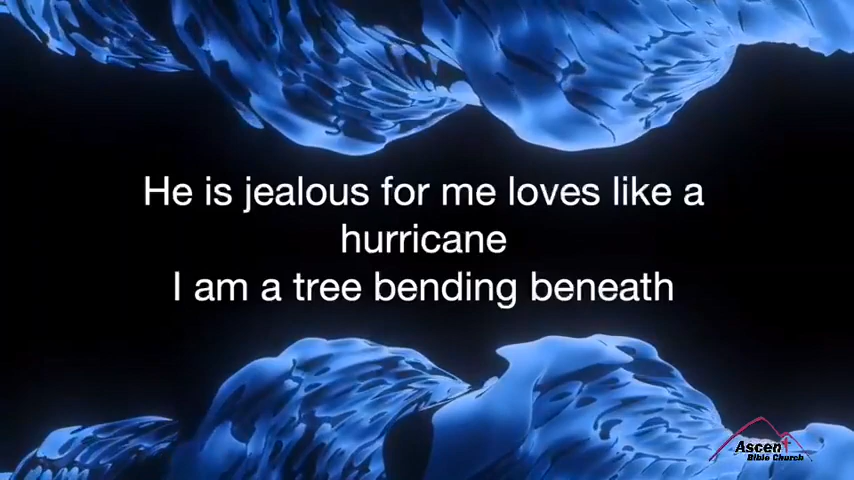 He is jealous for me loves like a
hurricane
I am a tree bending beneath
Ascent
Bible Church